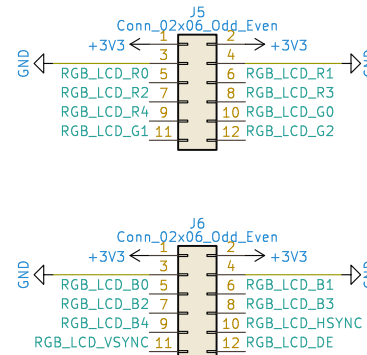 J5
Conn_02x06_Odd_Even
+3V3 1 2 +3V3
GND 3 4 GND
RGB_LCD_R0 5 6 RGB_LCD_R1
RGB_LCD_R2 7 8 RGB_LCD_R3
RGB_LCD_R4 9 10 RGB_LCD_G0
RGB_LCD_G1 11 12 RGB_LCD_G2
J6
Conn_02x06_Odd_Even
+3V3 1 2 +3V3
GND 3 4 GND
RGB_LCD_B0 5 6 RGB_LCD_B1
RGB_LCD_B2 7 8 RGB_LCD_B3
RGB_LCD_B4 9 10 RGB_LCD_HSYNC
RGB_LCD_VSYNC 11 12 RGB_LCD_DE